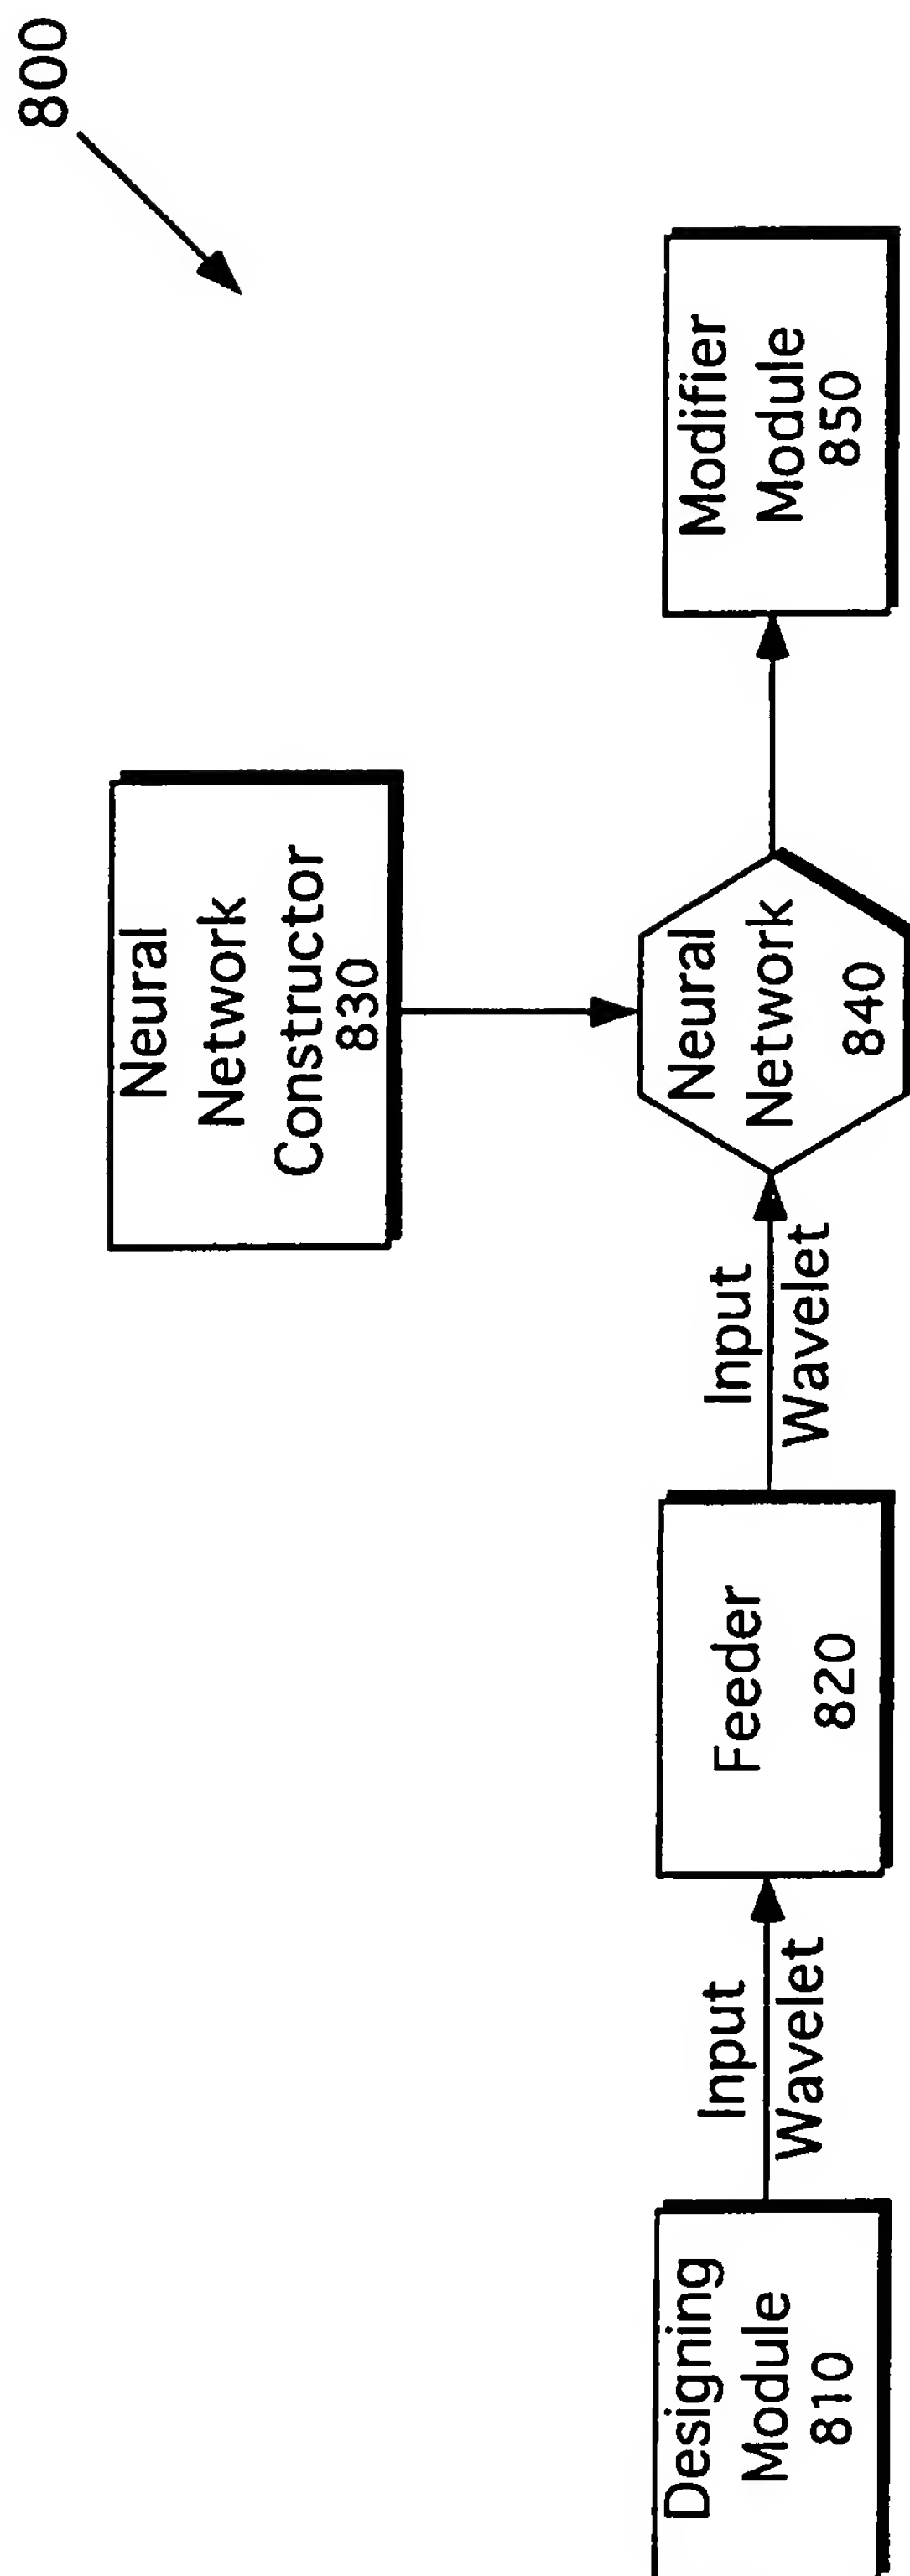 800
Neural
Network
Constructor
830
Designing
Module
810
Input
Wavelet
Feeder
820
Input
Wavelet
Neural
Network
840
Modifier
Module
850